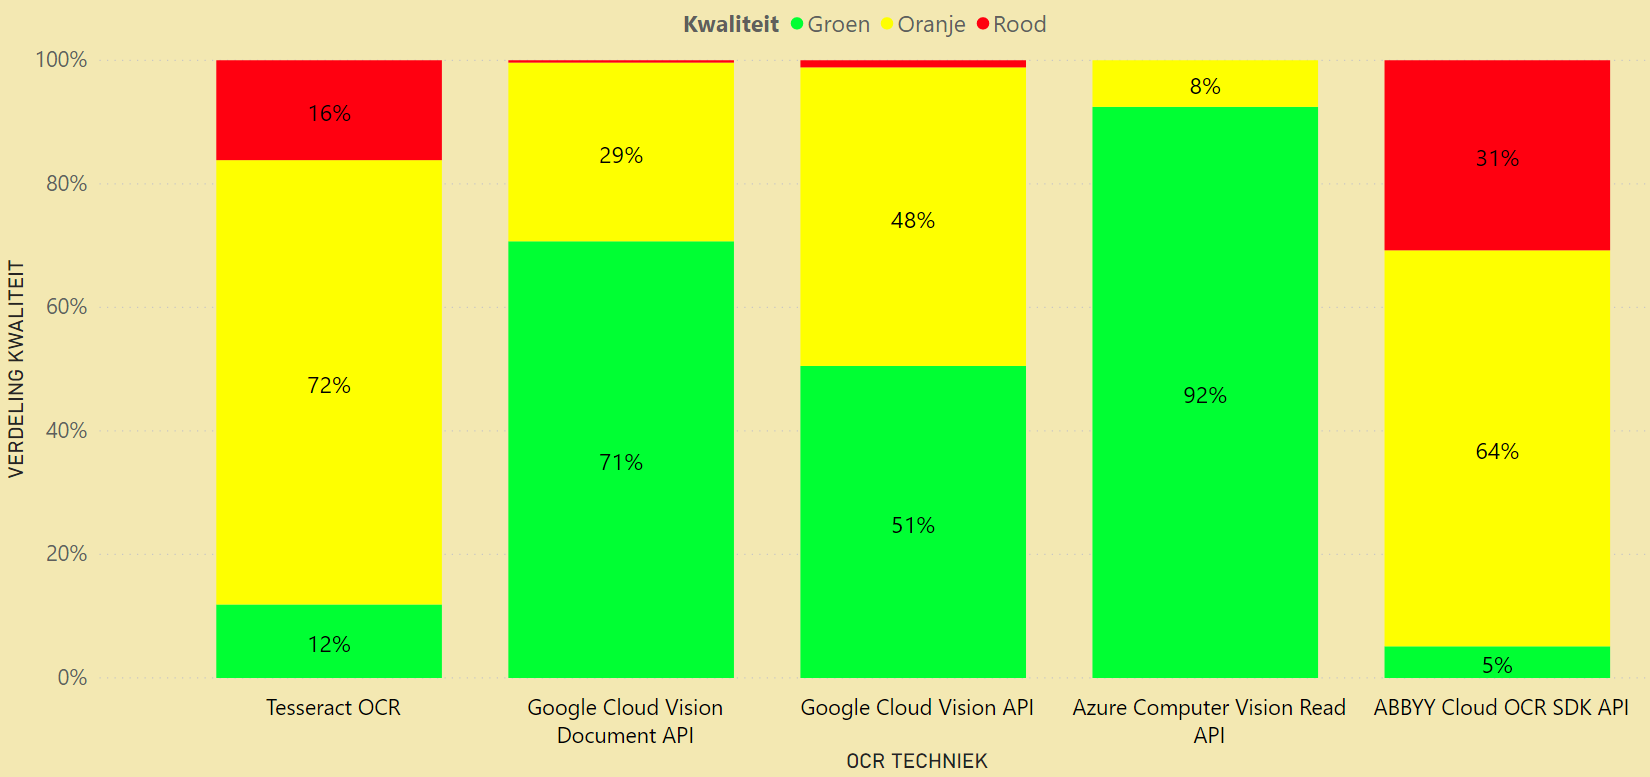 Kwaliteit Groen Oranje Rood
100%
80%
60%
40%
20%
0%
VERDELING KWALITEIT
16%
72%
12%
29%
71%
48%
51%
8%
92%
31%
64%
5%
Tesseract OCR
Google Cloud Vision
Document API
Google Cloud Vision API
Azure Computer Vision Read
API
ABBYY Cloud OCR SDK API
OCR TECHNIEK